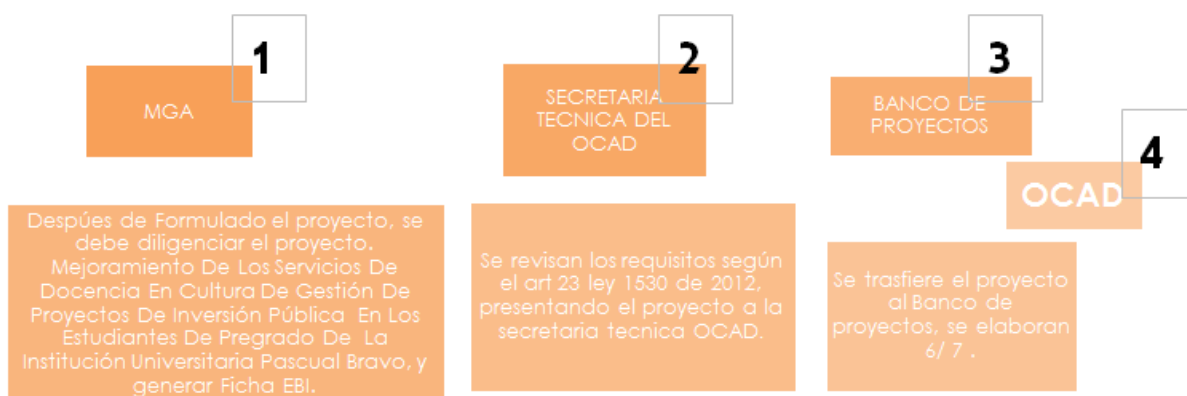 1
MGA
Despúes de Formulado el proyecto, se
debe diligenciar el proyecto.
Mejoramiento De Los Servicios De
Docencia En Cultura De Gestión De
Proyectos De Inversión Pública En Los
Estudiantes De Pregrado De La
Institución Universitaria Pascual Bravo, y
generar Ficha EBI.
2
SECRETARIA
TECNICA DEL
OCAD
Se revisan los requisitos según
el art 23 ley 1530 de 2012,
presentando el proyecto a la
secretaria tecnica OCAD.
3
BANCO DE
PROYECTOS
Se trasfiere el proyecto
al Banco de
proyectos, se elaboran
6/ 7 .
4
OCAD